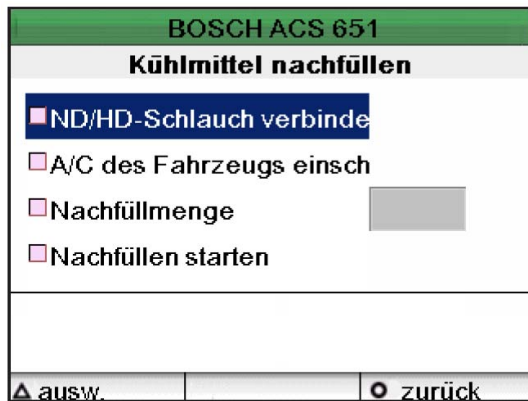 BOSCH ACS 651
Kühlmittel nachfüllen
ND/HD-Schlauch verbinde
A/C des Fahrzeugs einsch
Nachfüllmenge
Nachfüllen starten
ausw. zurück